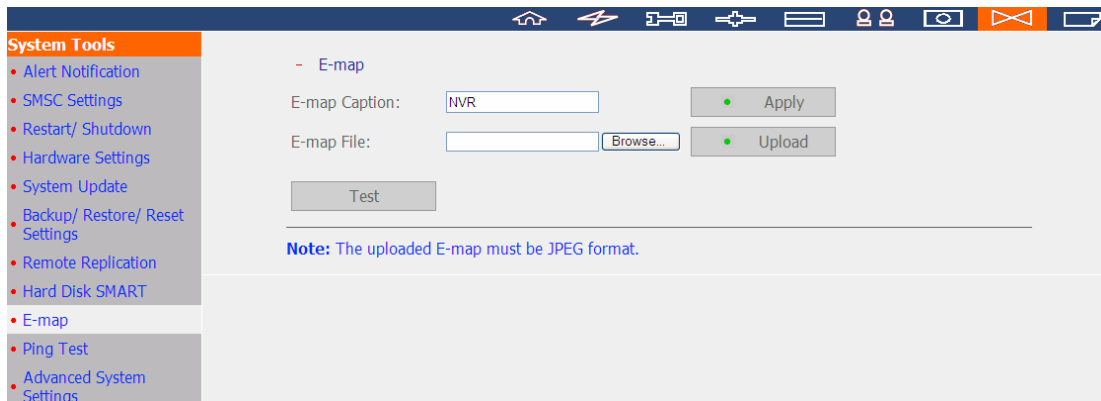 System Tools
Alert Notification
SMSC Settings
Restart/ Shutdown
Hardware Settings
System Update
Backup/ Restore/ Reset
Settings
Remote Replication
Hard Disk SMART
E-map
Ping Test
Advanced System
Settings
- E-map
E-map Caption: NVR Apply
E-map File: Browse... Upload
Test
Note: The uploaded E-map must be JPEG format.